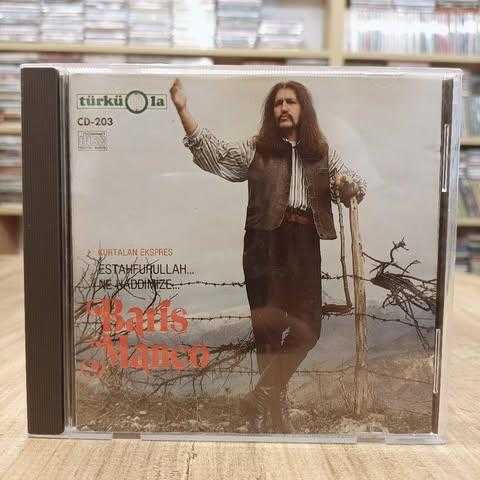 türküola
CD-203
KURTALAN EKSPRES
ESTAHFURULLAH...
NE HADDİMİZE...
Barış
Manço